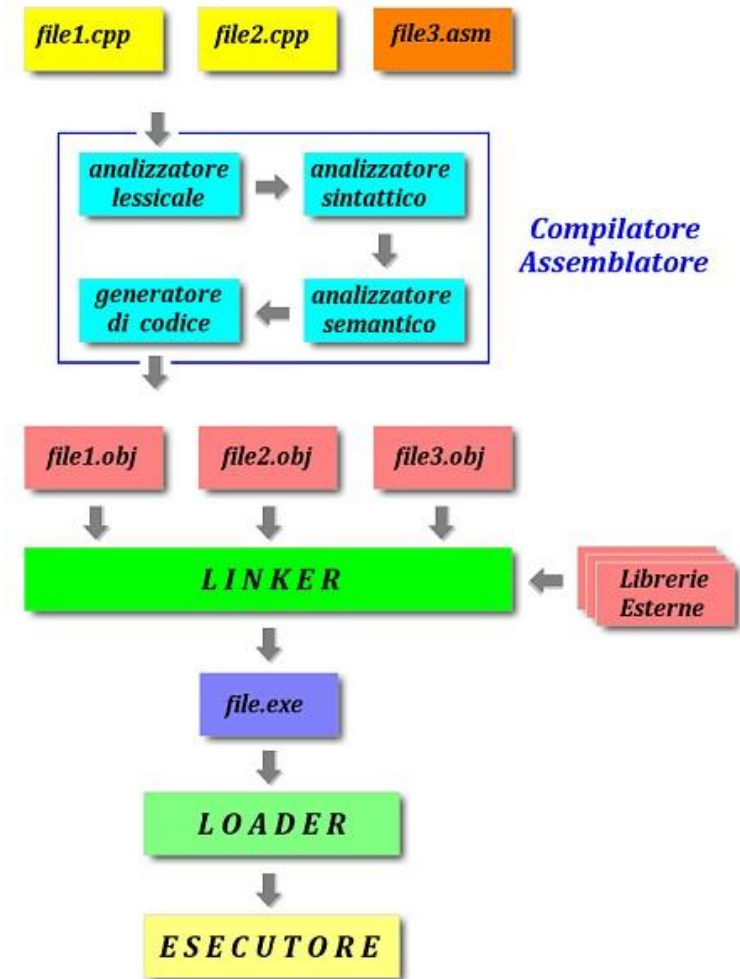 file1.cpp
file2.cpp
file3.asm
analizzatore
lessicale
analizzatore
sintattico
Compilatore
Assemblatore
generatore
di codice
analizzatore
semantico
file1.obj
file2.obj
file3.obj
LINKER
Librerie
Esterne
file.exe
LOADER
ESECUTORE